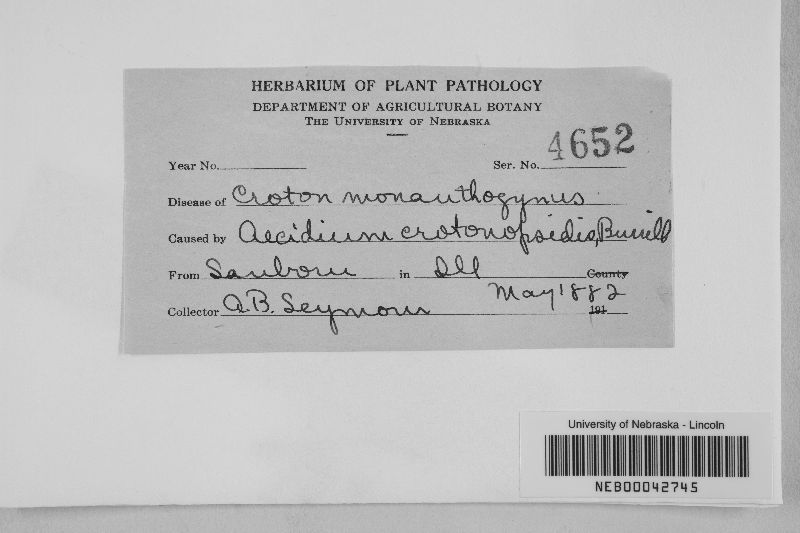 HERBARIUM OF PLANT PATHOLOGY
DEPARTMENT OF AGRICULTURAL BOTANY
THE UNIVERSITY OF NEBRASKA
Year No. Ser. No. 4652
Disease of Croton monanthogynus
Caused by Aecidium crotonopsidis, Burrill
From in Ill County
May 1882
Collector A.B. Seymour 191
University of Nebraska - Lincoln
NEB00042745